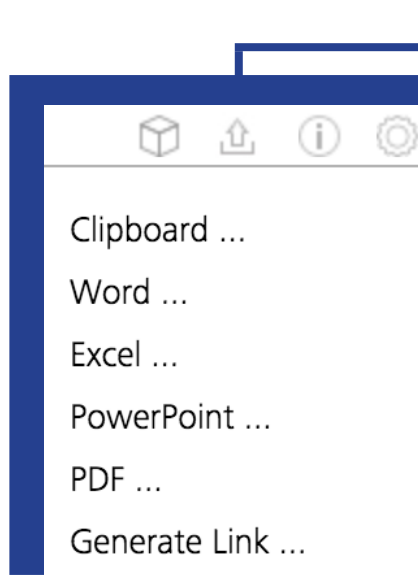 Clipboard ...
Word ...
Excel ...
PowerPoint ...
PDF ...
Generate Link ...